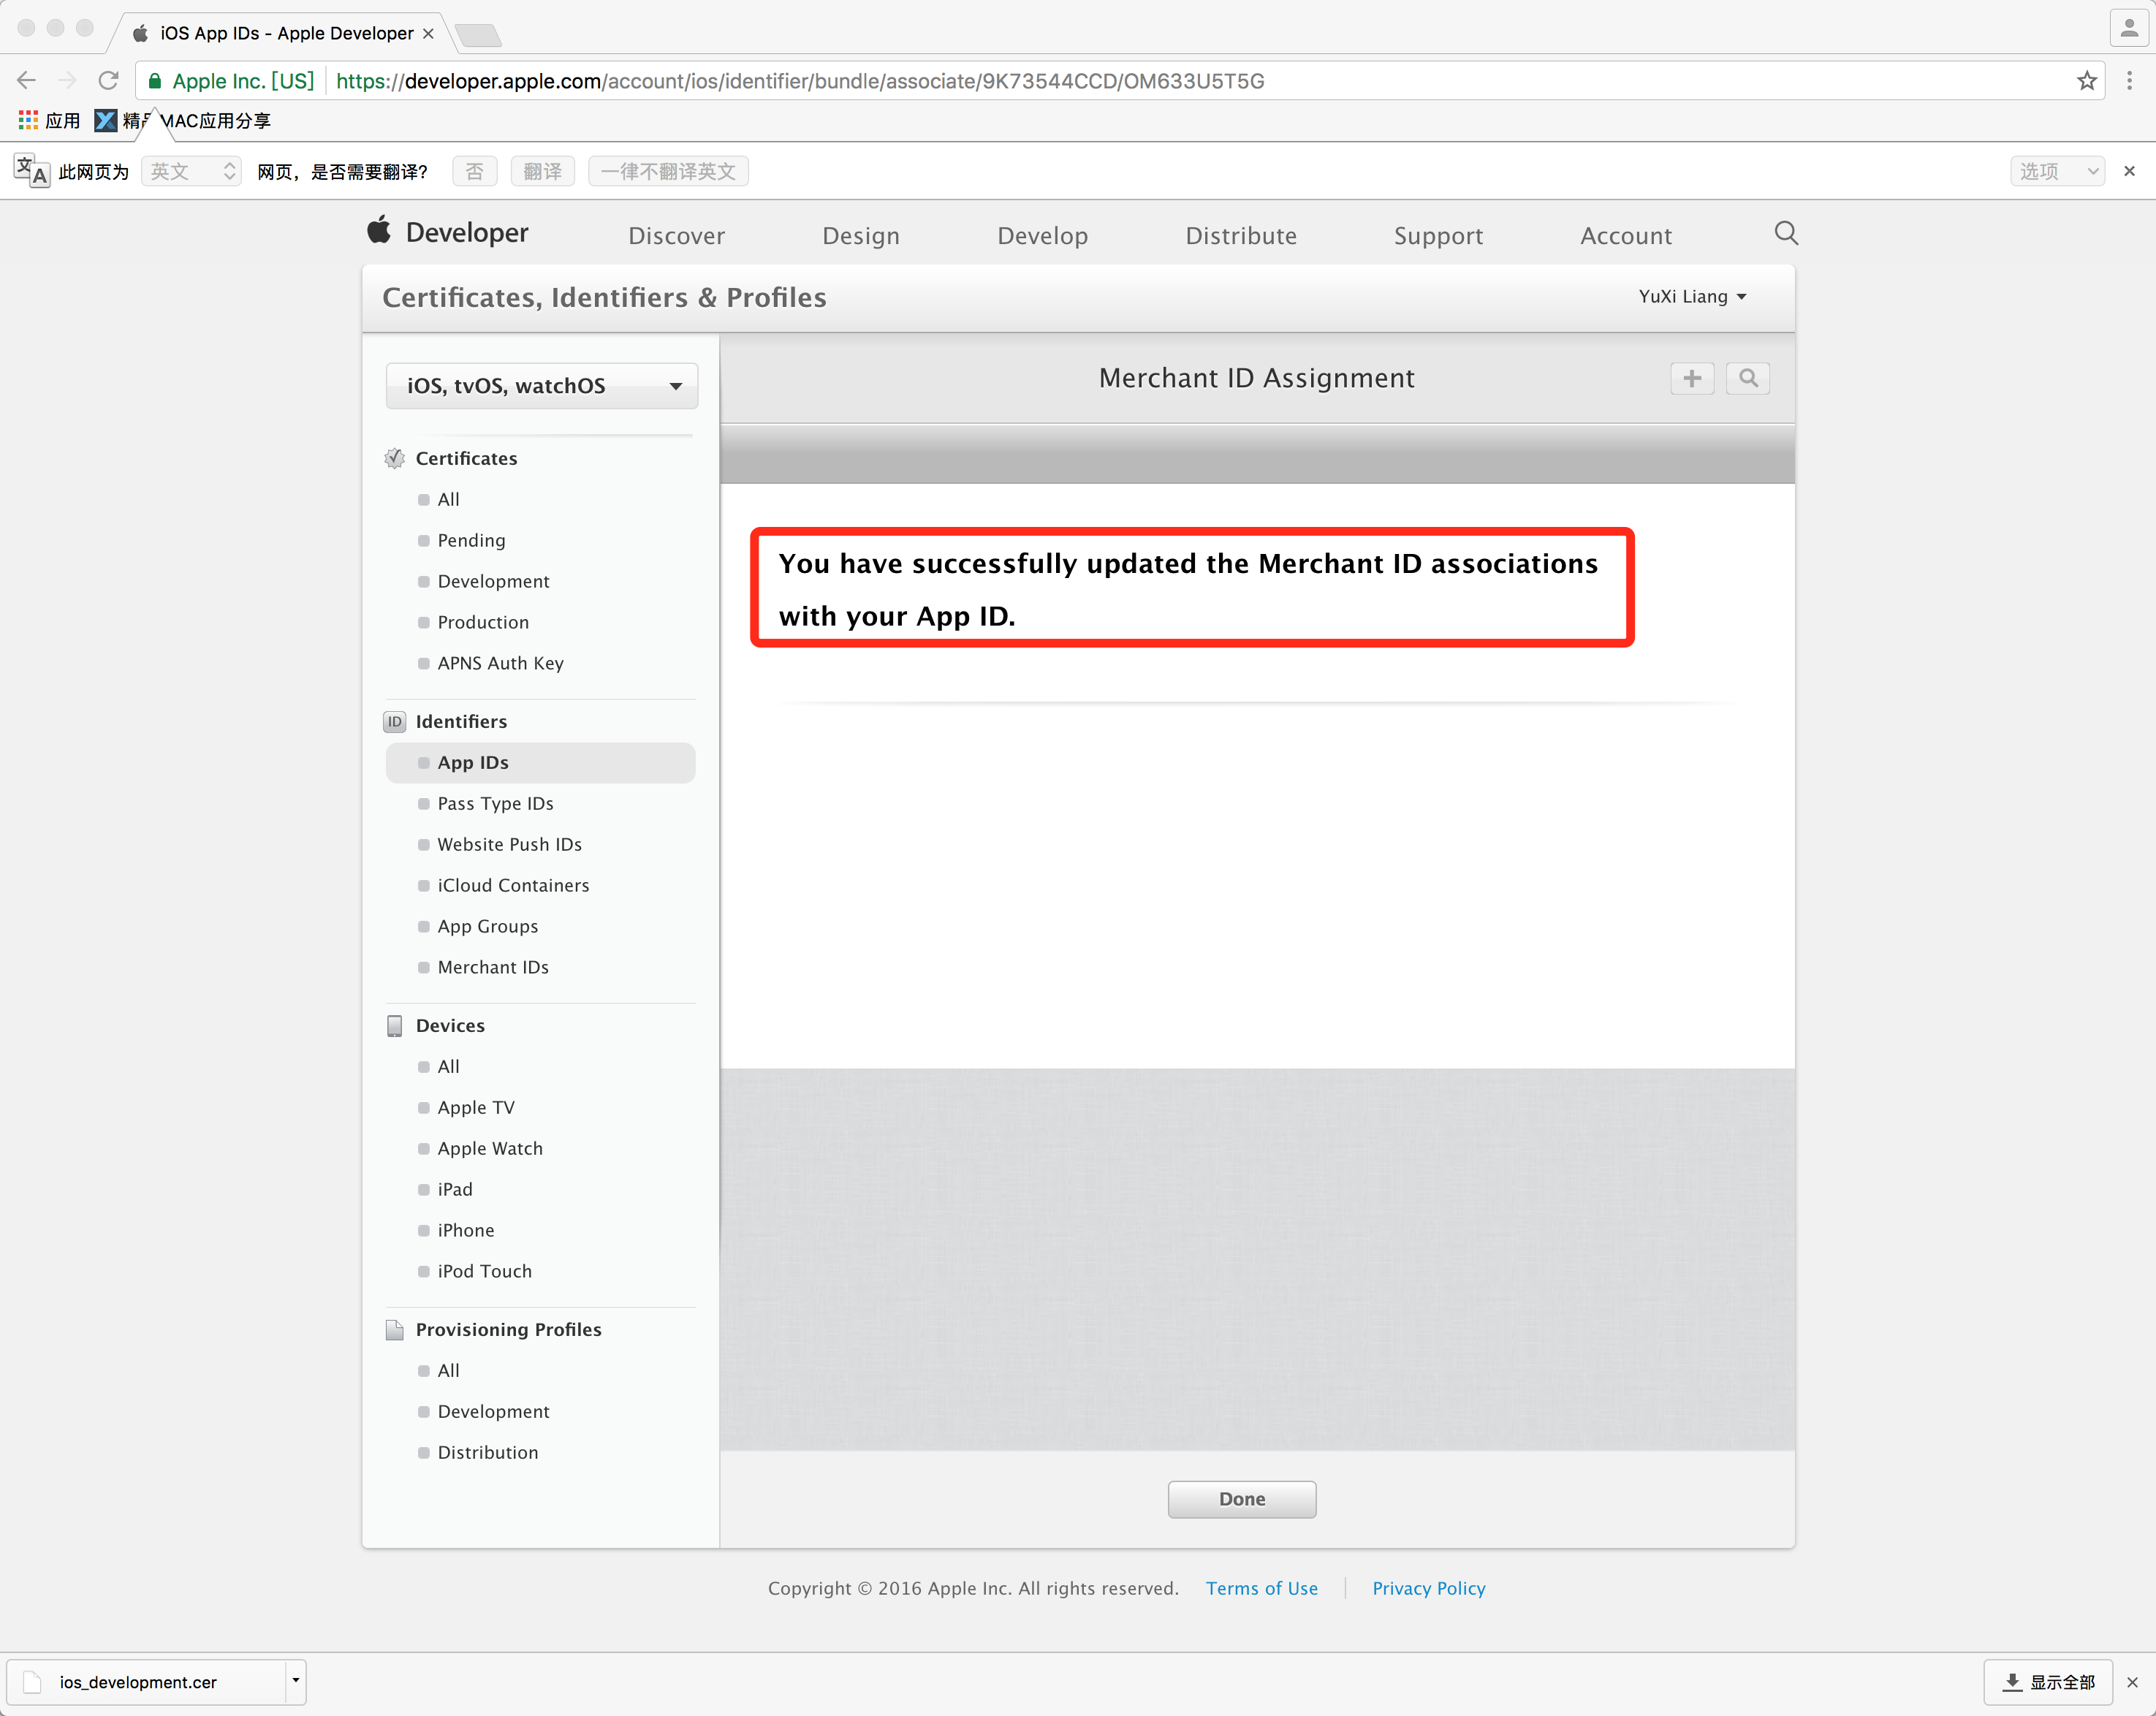 iOS App IDs - Apple Developer
Apple Inc. [US] https://developer.apple.com/account/ios/identifier/bundle/associate/9K73544CCD/OM633U5T5G
应用 精品MAC应用分享
此网页为 英文 网页，是否需要翻译? 否 翻译 一律不翻译英文 选项
Developer Discover Design Develop Distribute Support Account
Certificates, Identifiers & Profiles YuXi Liang
iOS, tvOS, watchOS
Merchant ID Assignment
Certificates
All
Pending
Development
Production
APNS Auth Key
ID Identifiers
App IDs
Pass Type IDs
Website Push IDs
iCloud Containers
App Groups
Merchant IDs
Devices
All
Apple TV
Apple Watch
iPad
iPhone
iPod Touch
Provisioning Profiles
All
Development
Distribution
You have successfully updated the Merchant ID associations
with your App ID.
Done
Copyright © 2016 Apple Inc. All rights reserved. Terms of Use Privacy Policy
ios_development.cer 显示全部